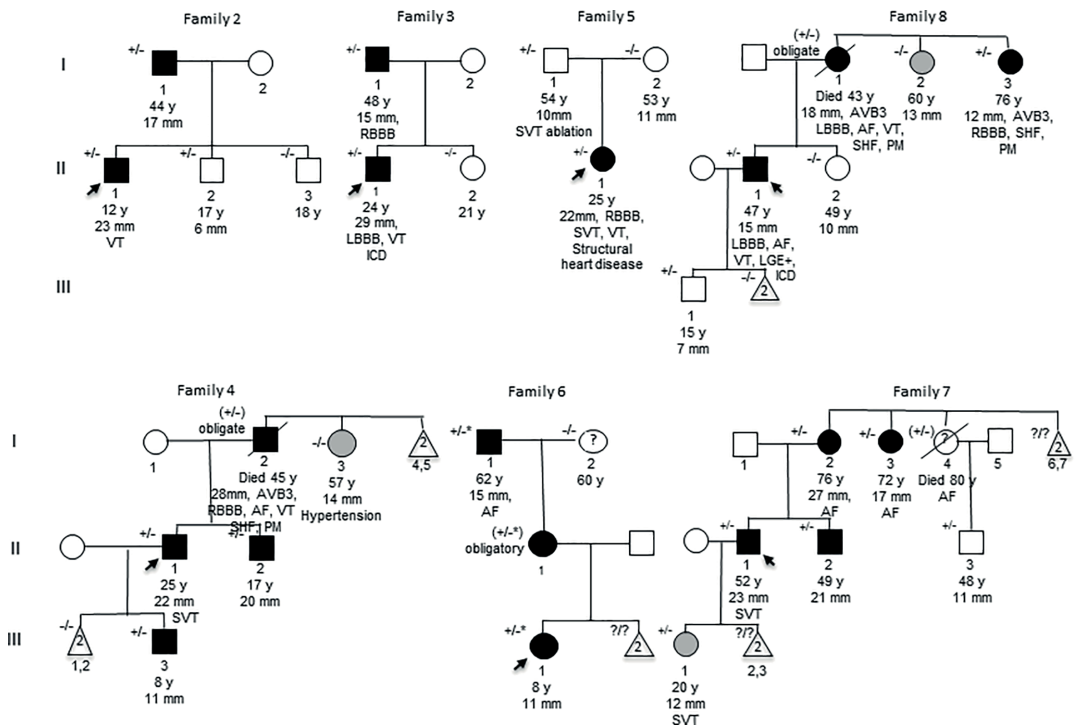 Family 2
Family 3
Family 5
Family 8
I
+/-
1
44 y
17 mm
2
+/-
1
48 y
15 mm,
RBBB
2
+/-
1
54 y
10mm
SVT ablation
-/-
2
53 y
11 mm
(+/-)
obligate
1
Died 43 y
18 mm, AVB3
LBBB, AF, VT,
SHF, PM
-/-
2
60 y
13 mm
+/-
3
76 y
12 mm, AVB3,
RBBB, SHF,
PM
II
+/-
1
12 y
23 mm
VT
+/-
2
17 y
6 mm
-/-
3
18 y
+/-
1
24 y
29 mm,
LBBB, VT
ICD
-/-
2
21 y
+/-
1
25 y
22mm, RBBB,
SVT, VT,
Structural
heart disease
+/-
1
47 y
15 mm
LBBB, AF,
VT, LGE+,
ICD
-/-
2
49 y
10 mm
III
+/-
1
15 y
7 mm
-/-
2
Family 4
Family 6
Family 7
I
1
(+/-)
obligate
2
Died 45 y
28mm, AVB3,
RBBB, AF, VT
SHF, PM
-/-
3
57 y
14 mm
Hypertension
2
4,5
+/-*
1
62 y
15 mm,
AF
-/-
?
2
60 y
1
+/-
2
76 y
27 mm,
AF
+/-
3
72 y
17 mm
AF
(+/-)
?
4
Died 80 y
AF
5
?/?
2
6,7
II
+/-
1
25 y
22 mm
SVT
+/-
2
17 y
20 mm
(+/-*)
obligatory
1
+/-
1
52 y
23 mm
SVT
+/-
2
49 y
21 mm
+/-
3
48 y
11 mm
III
-/-
2
1,2
+/-
3
8 y
11 mm
+/-*
1
8 y
11 mm
?/?
2
+/-
1
20 y
12 mm
SVT
?/?
2
2,3